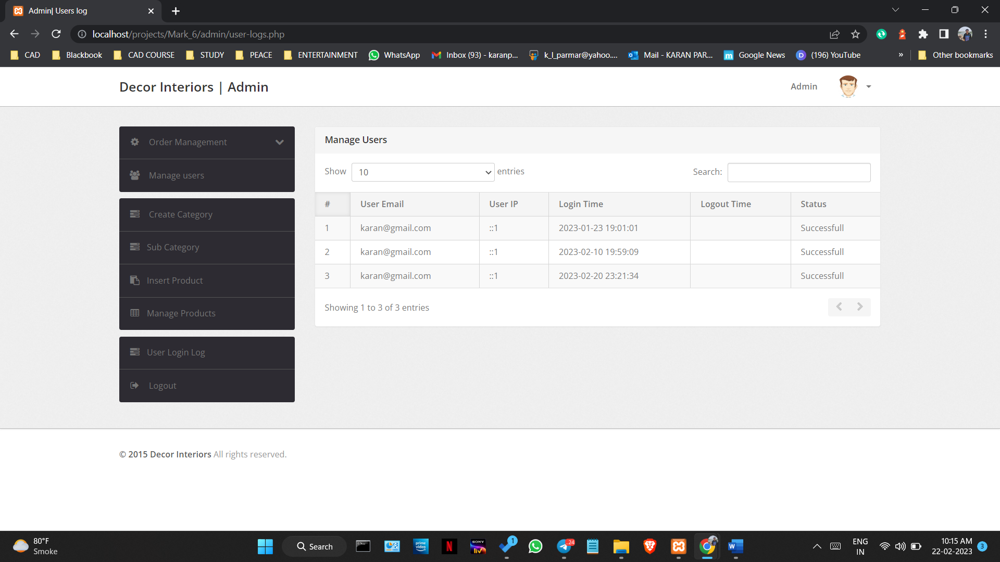 Admin| Users log
localhost/projects/Mark_6/admin/user-logs.php
CAD Blackbook CAD COURSE STUDY PEACE ENTERTAINMENT WhatsApp Inbox (93) - karanp... k_l_parmar@yahoo.... Mail - KARAN PAR... Google News (196) YouTube » Other bookmarks
Decor Interiors | Admin
Admin
Order Management
Manage users
Create Category
Sub Category
Insert Product
Manage Products
User Login Log
Logout
Manage Users
Show 10 entries Search:
# User Email User IP Login Time Logout Time Status
1 karan@gmail.com ::1 2023-01-23 19:01:01 Successfull
2 karan@gmail.com ::1 2023-02-10 19:59:09 Successfull
3 karan@gmail.com ::1 2023-02-20 23:21:34 Successfull
Showing 1 to 3 of 3 entries
© 2015 Decor Interiors All rights reserved.
80°F
Smoke
Search
prime video
N
SONY liv
1
24
W
ENG
IN
10:15 AM
22-02-2023
3